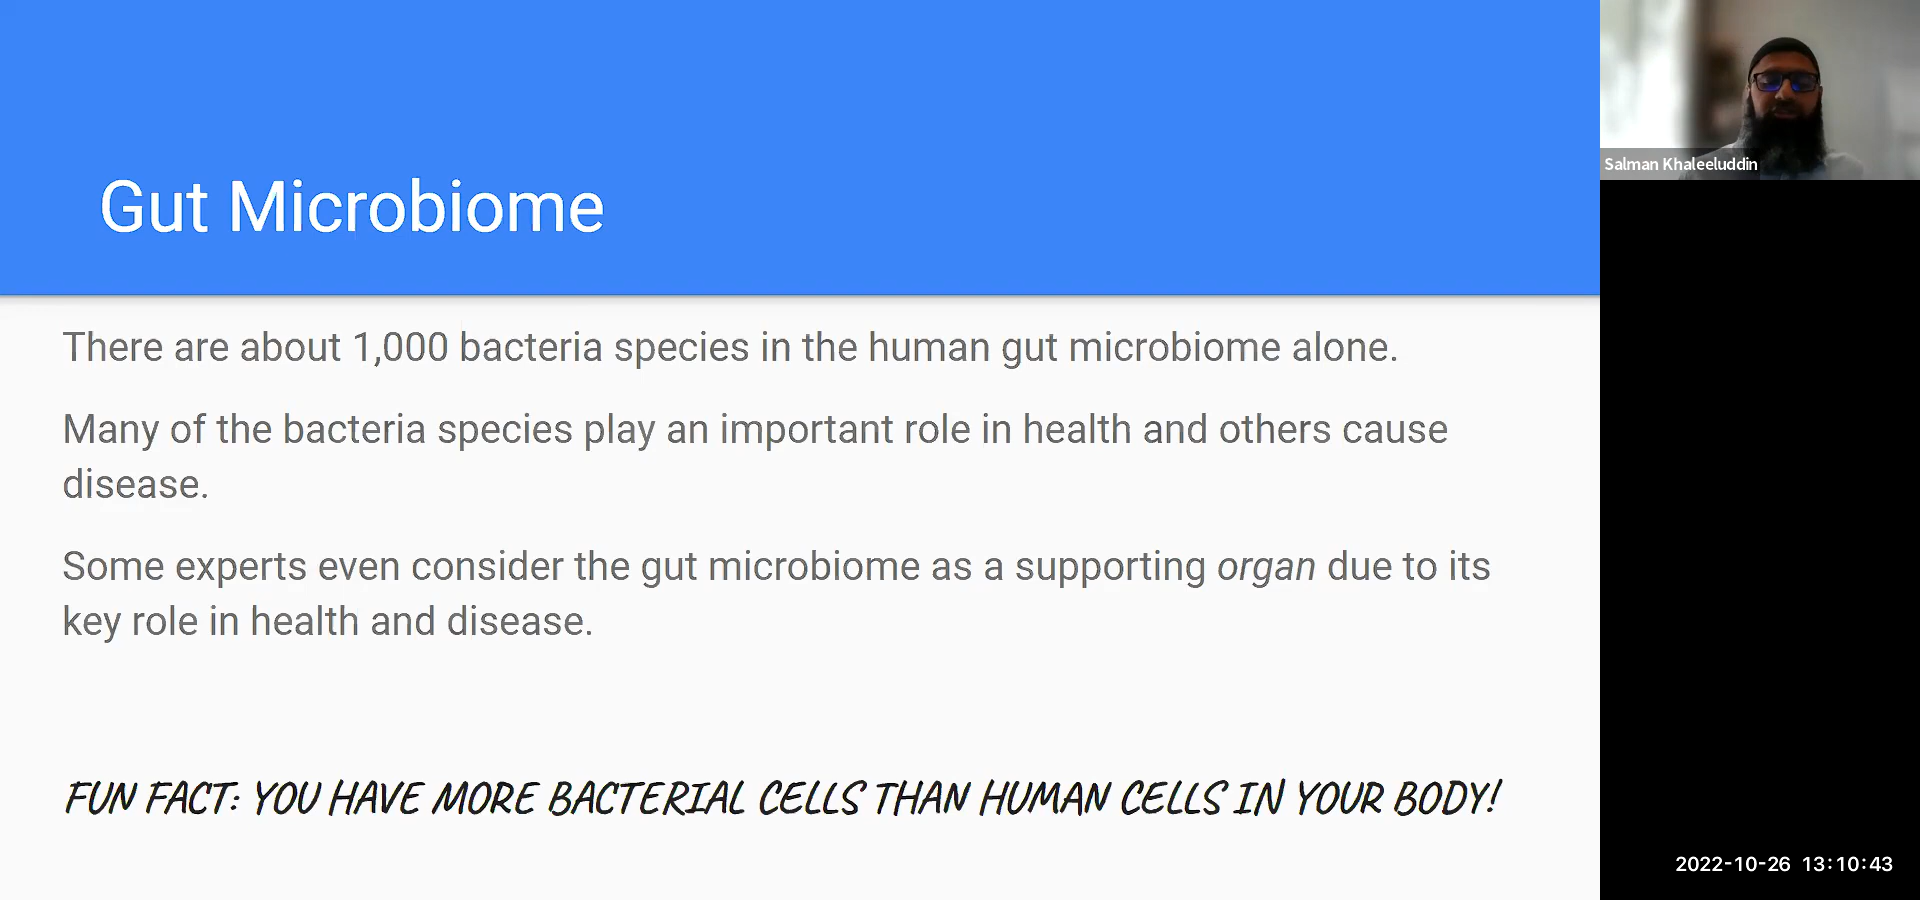 Gut Microbiome
There are about 1,000 bacteria species in the human gut microbiome alone.
Many of the bacteria species play an important role in health and others cause
disease.
Some experts even consider the gut microbiome as a supporting organ due to its
key role in health and disease.
FUN FACT: YOU HAVE MORE BACTERIAL CELLS THAN HUMAN CELLS IN YOUR BODY!
Salman Khaleeluddin
2022-10-26 13:10:43